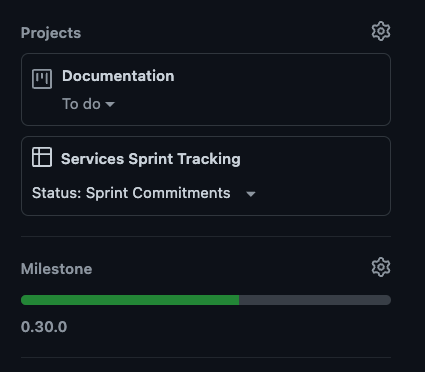 Projects
Documentation
To do
Services Sprint Tracking
Status: Sprint Commitments
Milestone
0.30.0